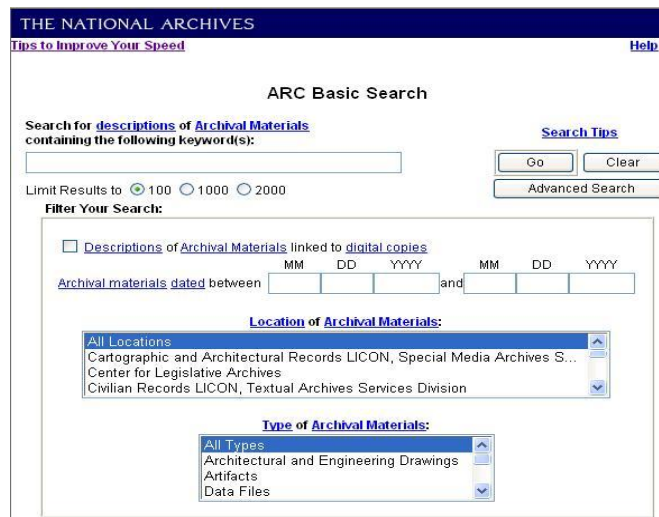 THE NATIONAL ARCHIVES
Tips to Improve Your Speed Help
ARC Basic Search
Search for descriptions of Archival Materials
containing the following keyword(s):
Search Tips
Go Clear
Limit Results to 100 1000 2000
Advanced Search
Filter Your Search:
Descriptions of Archival Materials linked to digital copies
MM DD YYYY MM DD YYYY
Archival materials dated between and
Location of Archival Materials:
All Locations
Cartographic and Architectural Records LICON, Special Media Archives S...
Center for Legislative Archives
Civilian Records LICON, Textual Archives Services Division
Type of Archival Materials:
All Types
Architectural and Engineering Drawings
Artifacts
Data Files